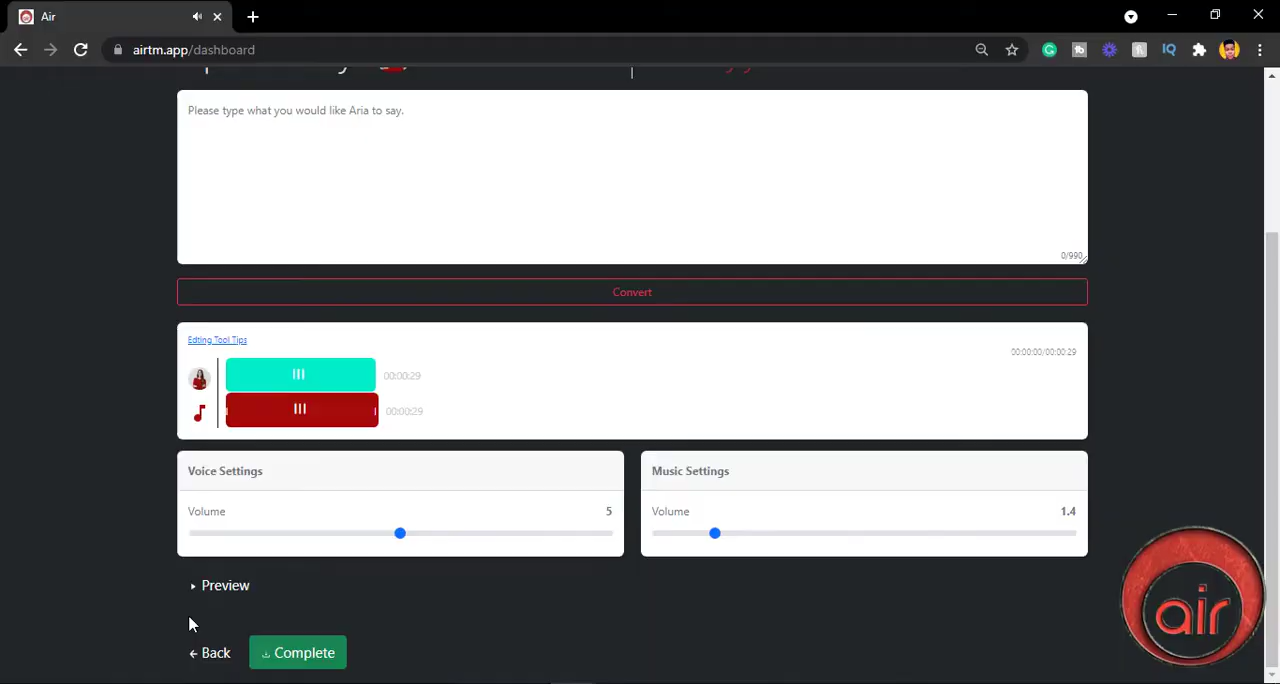 Air
airtm.app/dashboard
Please type what you would like Aria to say.
0/990
Convert
Editing Tool Tips
00:00:00/00:00:29
00:00:29
00:00:29
Voice Settings
Music Settings
Volume 5
Volume 1.4
Preview
Back
Complete
air